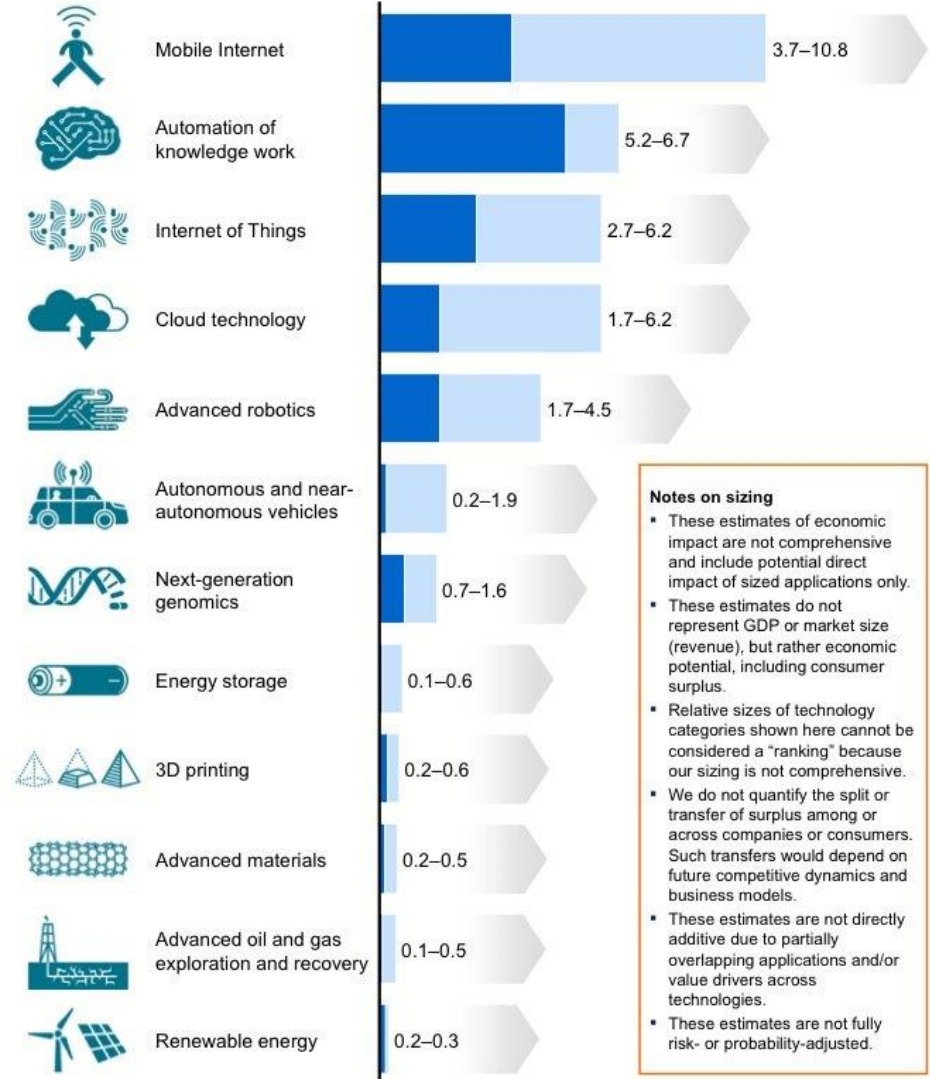 Mobile Internet
3.7–10.8
Automation of
knowledge work
5.2–6.7
Internet of Things
2.7–6.2
Cloud technology
1.7–6.2
Advanced robotics
1.7–4.5
Autonomous and near-
autonomous vehicles
0.2–1.9
Next-generation
genomics
0.7–1.6
Energy storage
0.1–0.6
3D printing
0.2–0.6
Advanced materials
0.2–0.5
Advanced oil and gas
exploration and recovery
0.1–0.5
Renewable energy
0.2–0.3
Notes on sizing
▪ These estimates of economic
impact are not comprehensive
and include potential direct
impact of sized applications only.
▪ These estimates do not
represent GDP or market size
(revenue), but rather economic
potential, including consumer
surplus.
▪ Relative sizes of technology
categories shown here cannot be
considered a “ranking” because
our sizing is not comprehensive.
▪ We do not quantify the split or
transfer of surplus among or
across companies or consumers.
Such transfers would depend on
future competitive dynamics and
business models.
▪ These estimates are not directly
additive due to partially
overlapping applications and/or
value drivers across
technologies.
▪ These estimates are not fully
risk- or probability-adjusted.